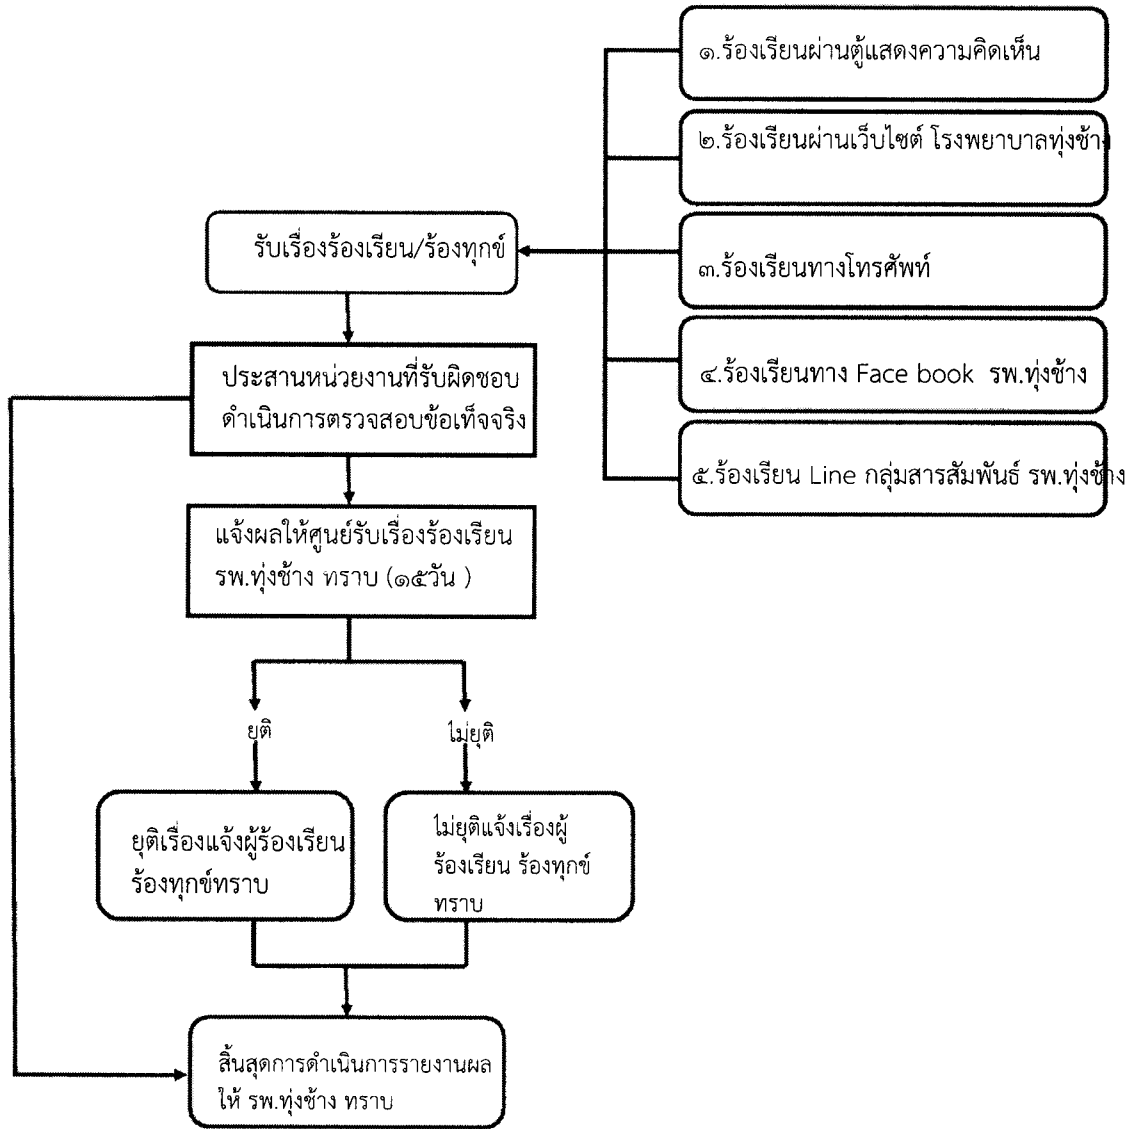 ๑.ร้องเรียนผ่านตู้แสดงความคิดเห็น
๒.ร้องเรียนผ่านเว็บไซต์ โรงพยาบาลทุ่งช้าง
รับเรื่องร้องเรียน/ร้องทุกข์
๓.ร้องเรียนทางโทรศัพท์
๔.ร้องเรียนทาง Face book รพ.ทุ่งช้าง
๕.ร้องเรียน Line กลุ่มสารสัมพันธ์ รพ.ทุ่งช้าง
ประสานหน่วยงานที่รับผิดชอบ
ดำเนินการตรวจสอบข้อเท็จจริง
แจ้งผลให้ศูนย์รับเรื่องร้องเรียน
รพ.ทุ่งช้าง ทราบ (๑๕วัน )
ยุติ
ไม่ยุติ
ยุติเรื่องแจ้งผู้ร้องเรียน
ร้องทุกข์ทราบ
ไม่ยุติแจ้งเรื่องผู้
ร้องเรียน ร้องทุกข์
ทราบ
สิ้นสุดการดำเนินการรายงานผล
ให้ รพ.ทุ่งช้าง ทราบ